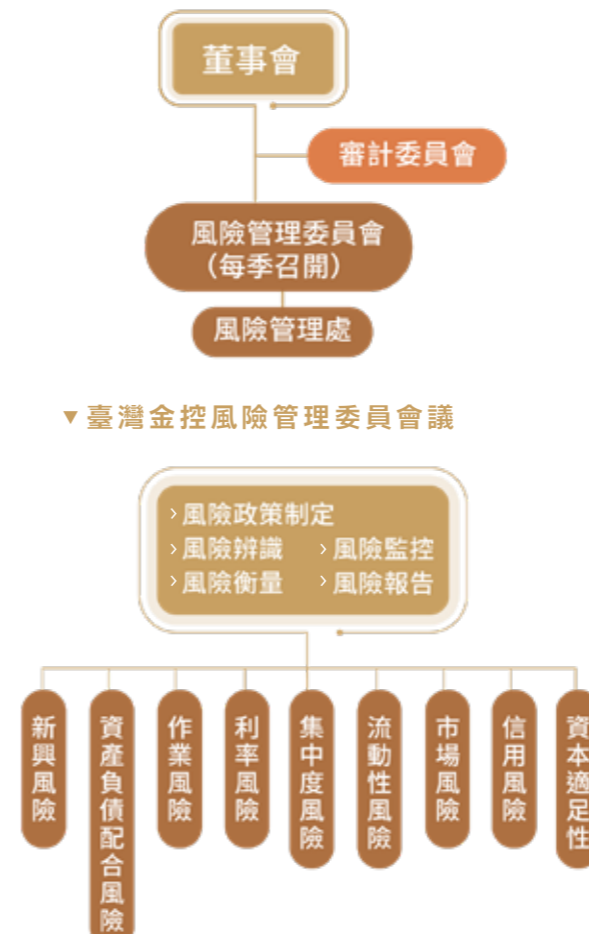 董事會
審計委員會
風險管理委員會
（每季召開）
風險管理處
▼臺灣金控風險管理委員會議
›風險政策制定
›風險辨識 ›風險監控
›風險衡量 ›風險報告
新興風險
資產負債配合風險
作業風險
利率風險
集中度風險
流動性風險
市場風險
信用風險
資本適足性